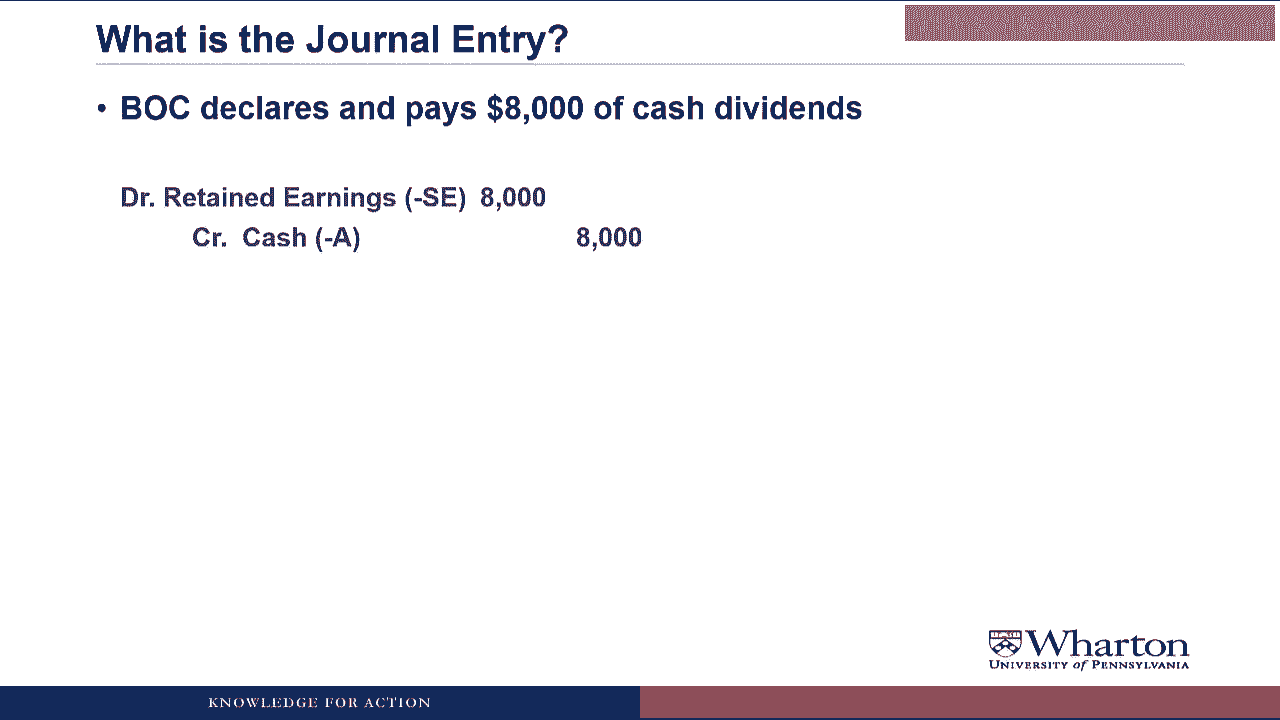 What is the Journal Entry?
• BOC declares and pays $8,000 of cash dividends
Dr. Retained Earnings (-SE) 8,000
Cr. Cash (-A) 8,000
Wharton
UNIVERSITY of PENNSYLVANIA
KNOWLEDGE FOR ACTION